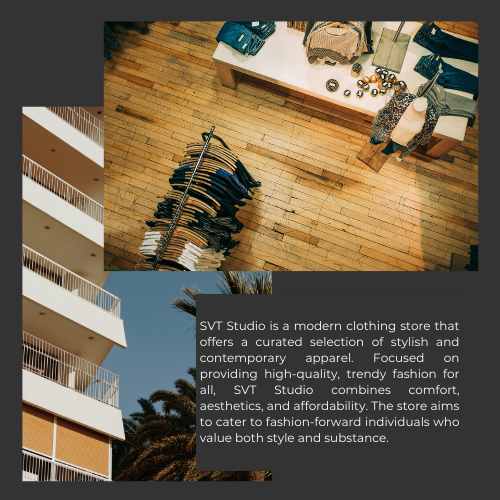 SVT Studio is a modern clothing store that
offers a curated selection of stylish and
contemporary apparel. Focused on
providing high-quality, trendy fashion for
all, SVT Studio combines comfort,
aesthetics, and affordability. The store aims
to cater to fashion-forward individuals who
value both style and substance.